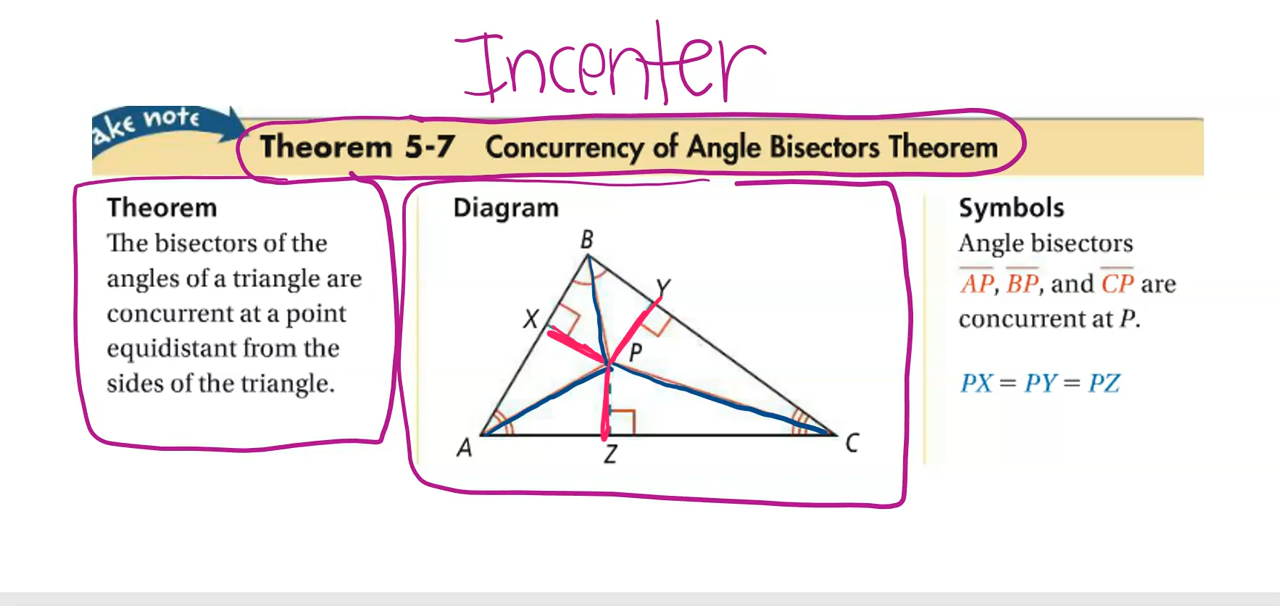 Incenter
ake note
Theorem 5-7 Concurrency of Angle Bisectors Theorem
Theorem
The bisectors of the
angles of a triangle are
concurrent at a point
equidistant from the
sides of the triangle.
Diagram
B
Y
X
P
A
Z
C
Symbols
Angle bisectors
AP, BP, and CP are
concurrent at P.
PX = PY = PZ